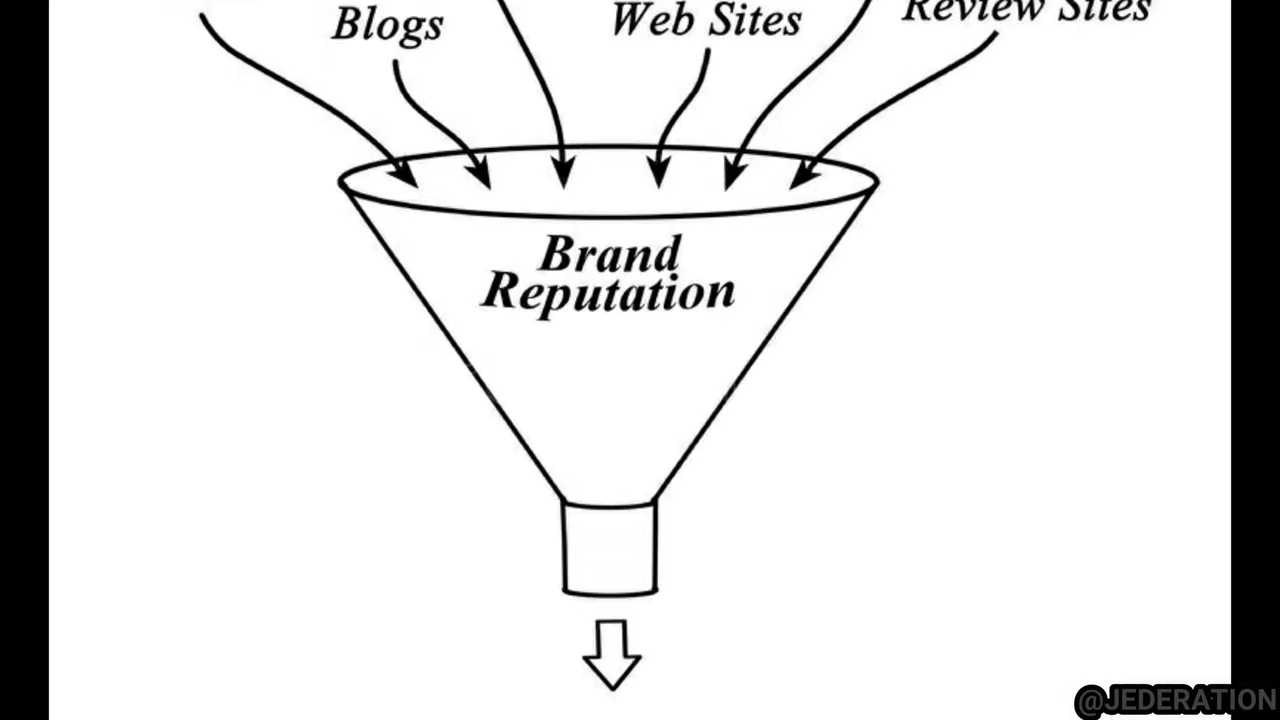 Review Sites
Blogs
Web Sites
Brand
Reputation
@JEDERATION